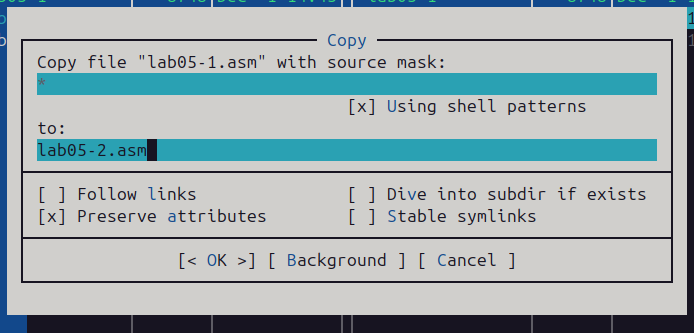 Copy
Copy file "lab05-1.asm" with source mask:
*
[x] Using shell patterns
to:
lab05-2.asm
[ ] Follow links [ ] Dive into subdir if exists
[x] Preserve attributes [ ] Stable symlinks
[< OK >] [ Background ] [ Cancel ]